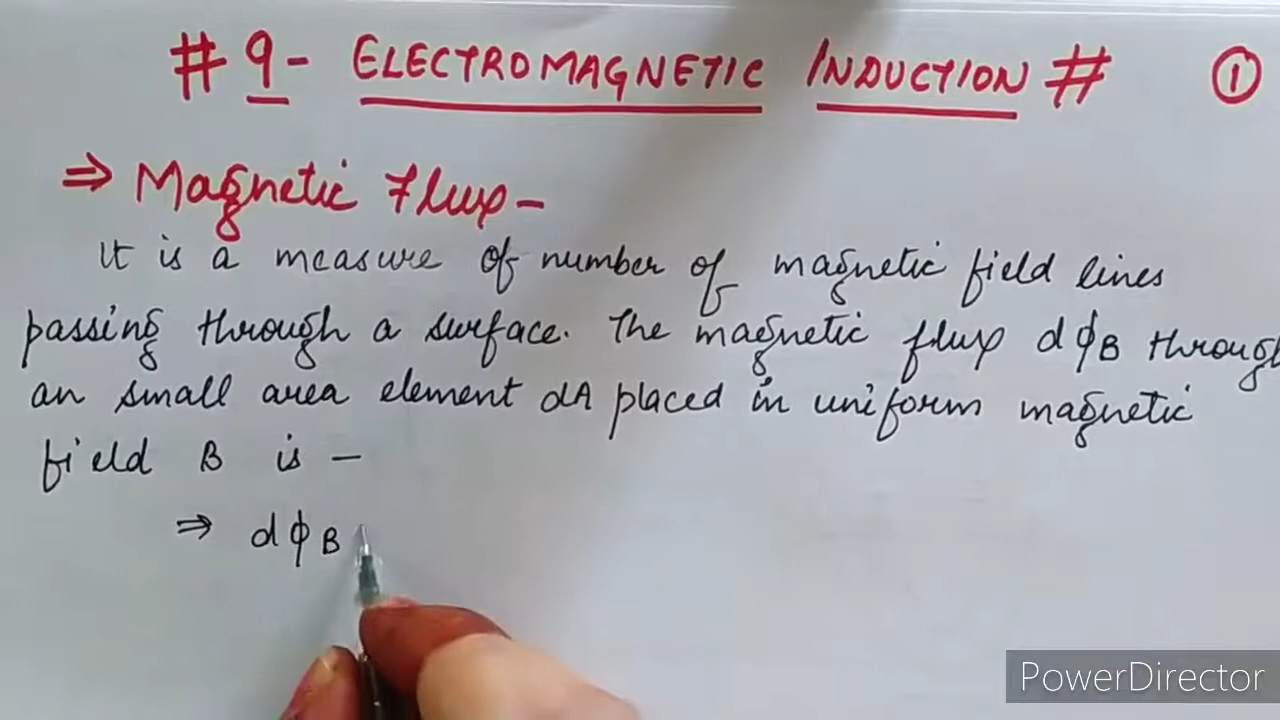 # 9 - ELECTROMAGNETIC INDUCTION # ①
⇒ Magnetic Flux -
It is a measure of number of magnetic field lines
passing through a surface. The magnetic flux dϕB through
an small area element dA placed in uniform magnetic
field B is -
⇒ dϕB
PowerDirector